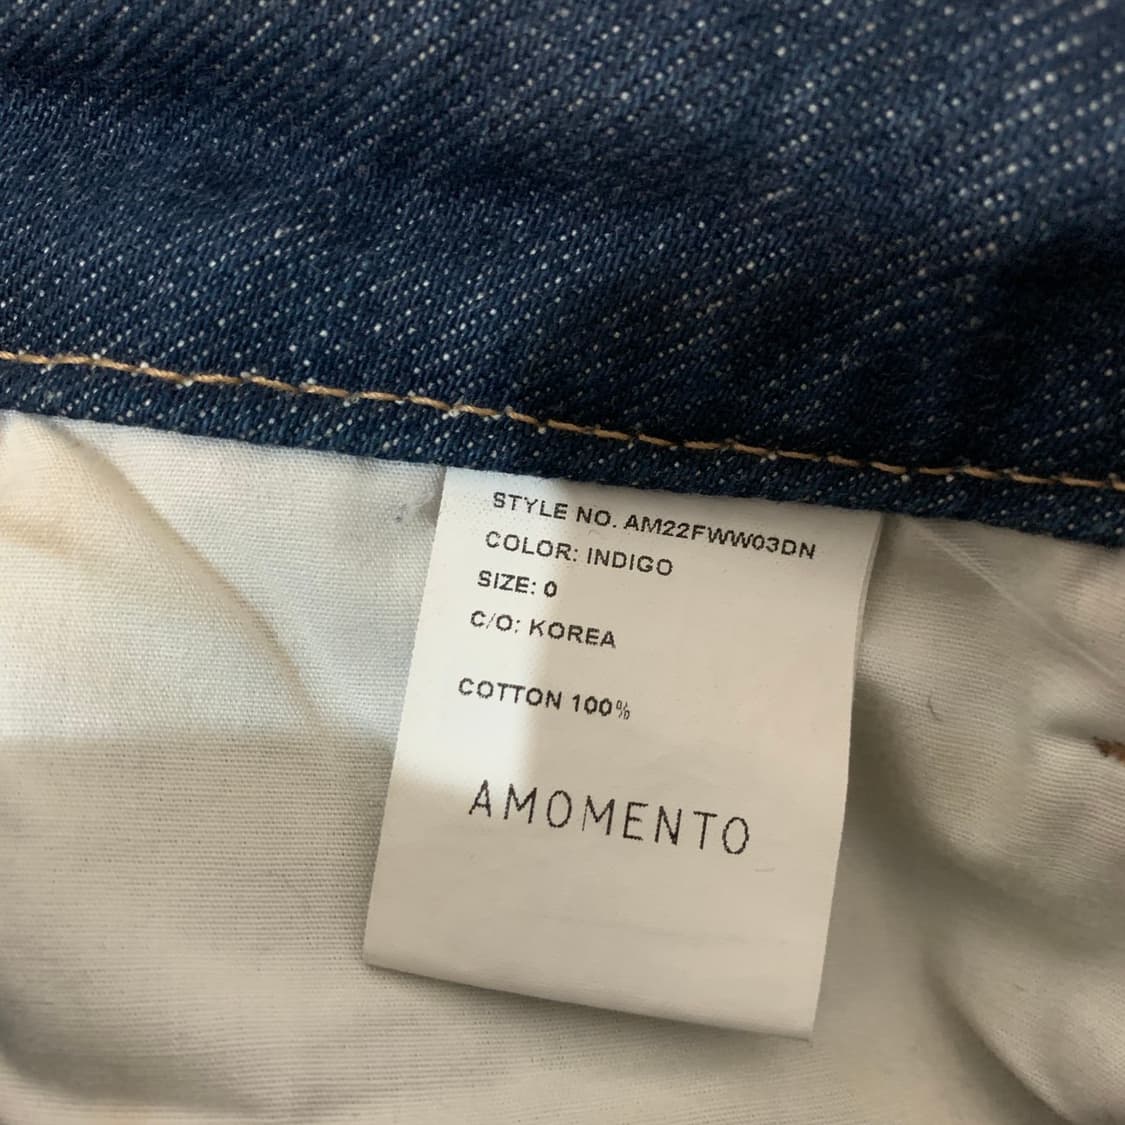 STYLE NO. AM22FWW03DN
COLOR: INDIGO
SIZE: 0
C/O: KOREA
COTTON 100%
AMOMENTO